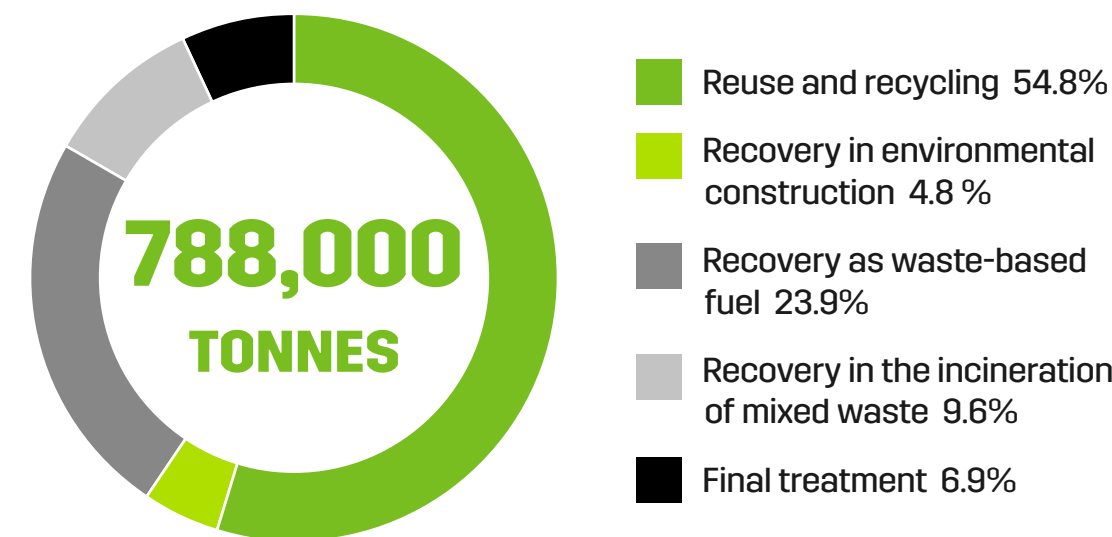 788,000
TONNES
Reuse and recycling 54.8%
Recovery in environmental
construction 4.8 %
Recovery as waste-based
fuel 23.9%
Recovery in the incineration
of mixed waste 9.6%
Final treatment 6.9%